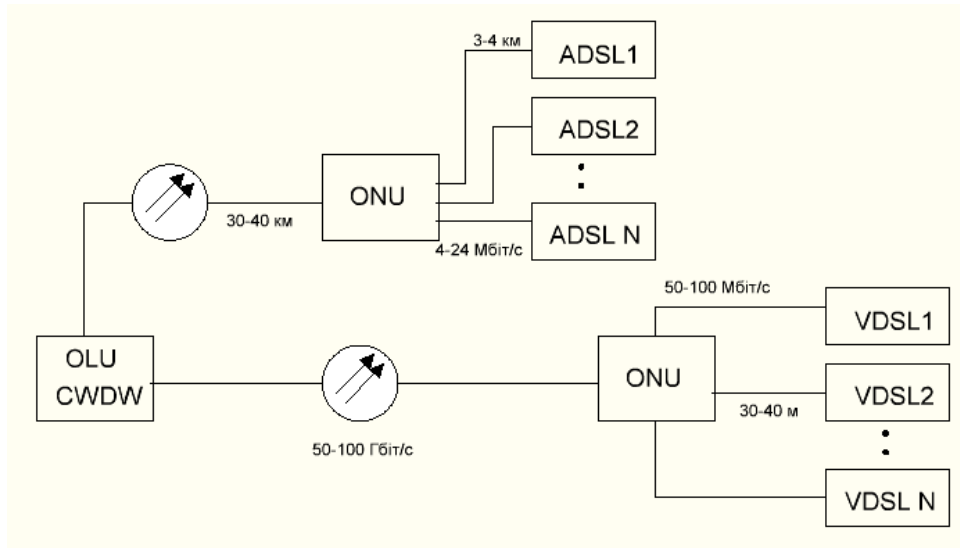 3-4 км
ADSL1
ADSL2
ONU
30-40 км
ADSL N
4-24 Мбіт/с
50-100 Мбіт/с
VDSL1
OLU
CWDW
ONU
VDSL2
30-40 м
50-100 Гбіт/с
VDSL N